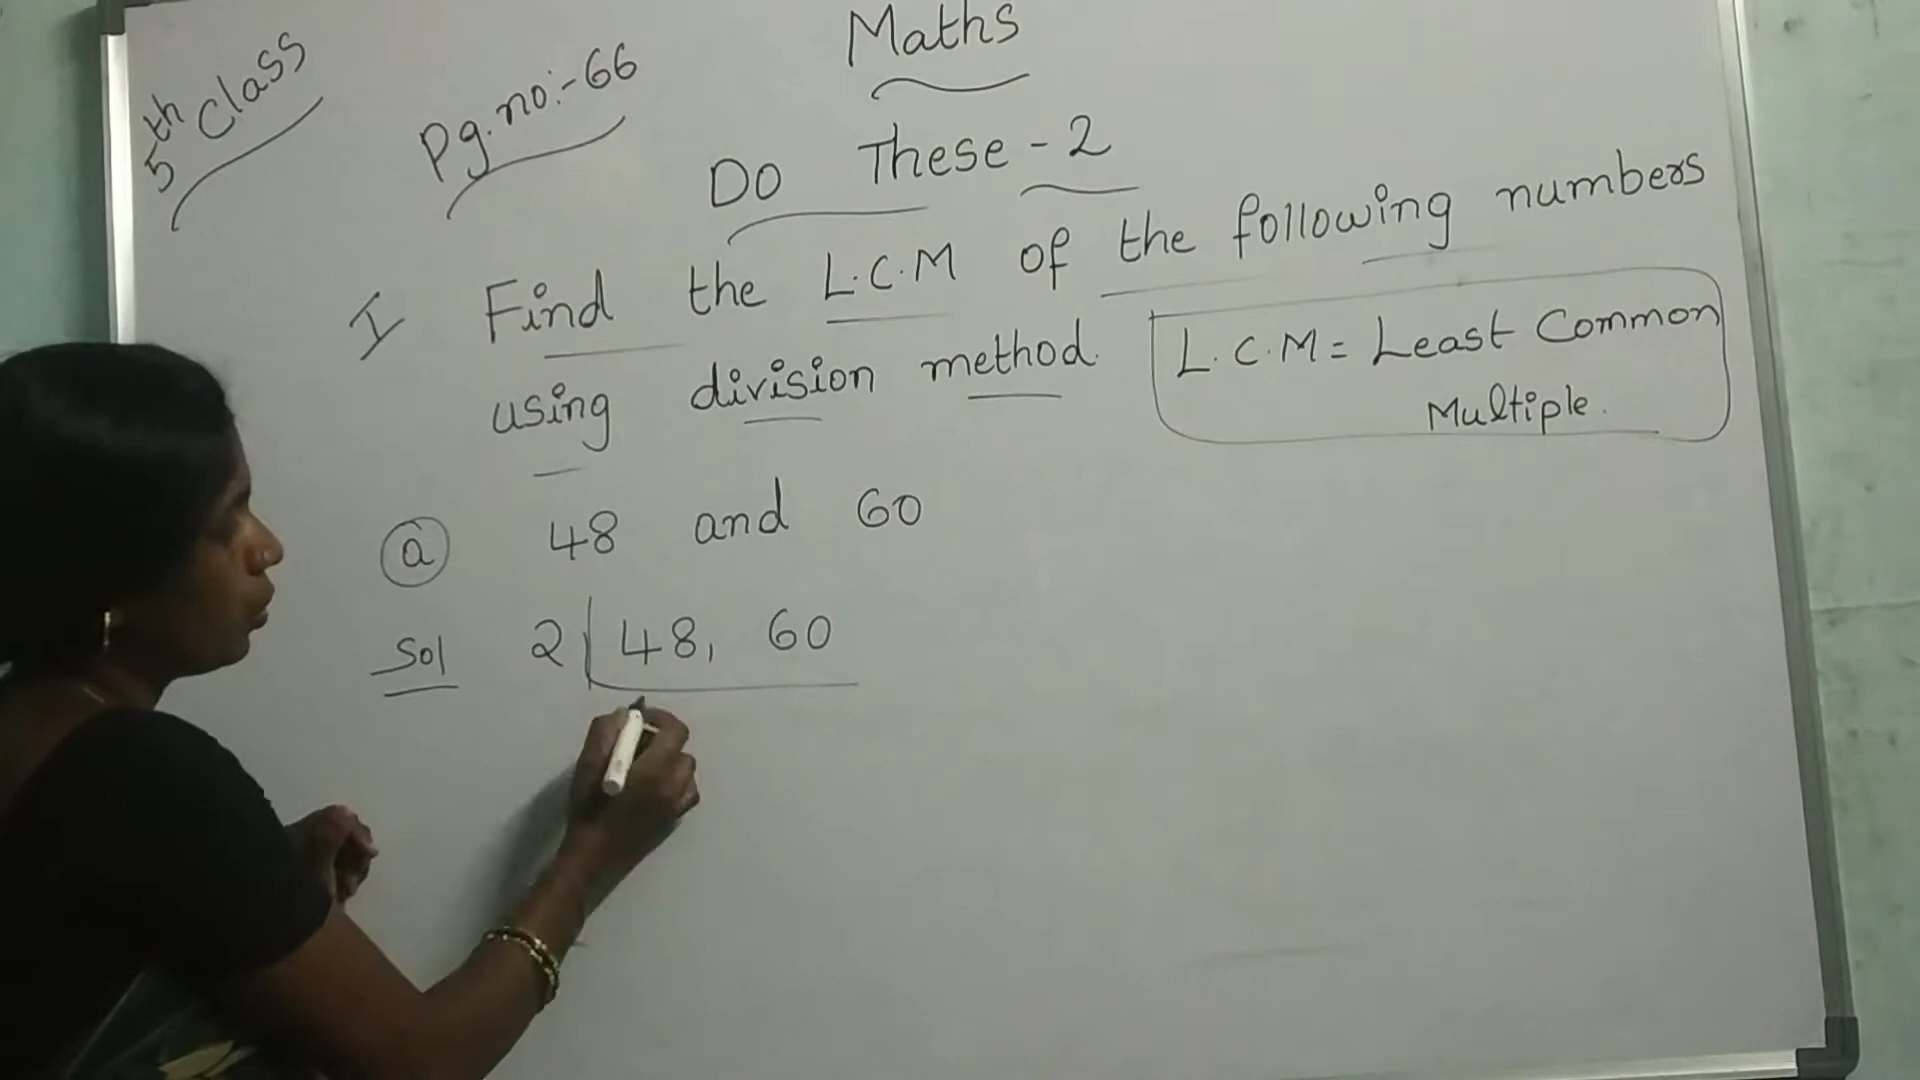 Maths
5th class
Pg.no:-66
Do These-2
I Find the L.C.M of the following numbers
using division method.
L.C.M = Least Common
Multiple.
a 48 and 60
Sol 2 48, 60